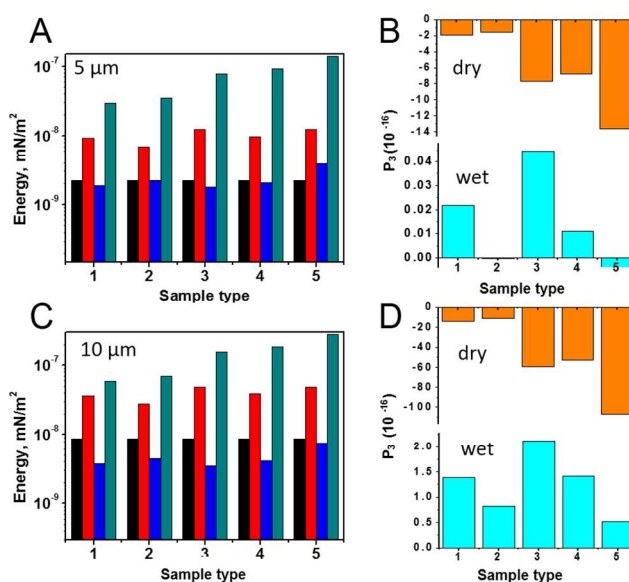 A
5 µm
Energy, mN/m²
10⁻⁷
10⁻⁸
10⁻⁹
1 2 3 4 5
Sample type
B
P₃ (10 ⁻¹⁶)
0
-2
-4
-6
-8
-10
-12
-14
dry
0.04
0.03
0.02
0.01
0.00
wet
1 2 3 4 5
Sample type
C
10 µm
Energy, mN/m²
10⁻⁷
10⁻⁸
10⁻⁹
1 2 3 4 5
Sample type
D
P₃ (10 ⁻¹⁶)
0
-20
-40
-60
-80
-100
dry
2.0
1.5
1.0
0.5
0.0
wet
1 2 3 4 5
Sample type